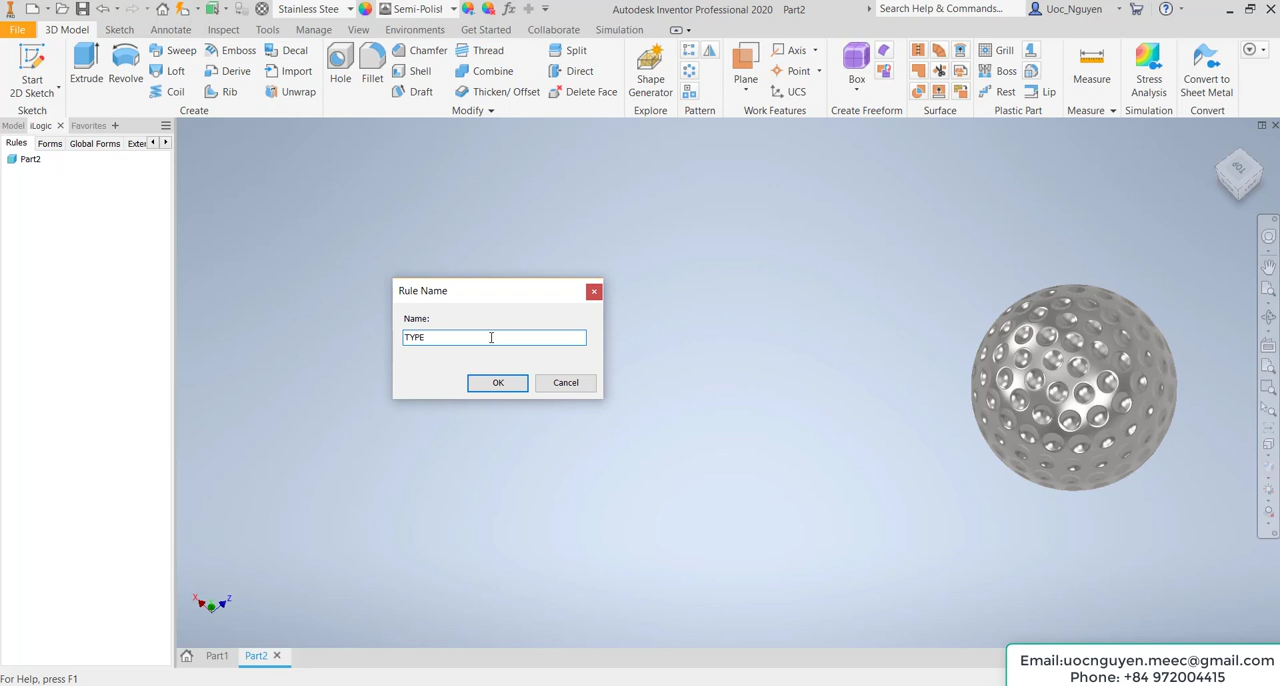 Stainless Stee
Semi-Polish
Autodesk Inventor Professional 2020 Part2
Search Help & Commands...
Uoc_Nguyen
File
3D Model
Sketch
Annotate
Inspect
Tools
Manage
View
Environments
Get Started
Collaborate
Simulation
Start
2D Sketch
Sketch
Extrude
Revolve
Sweep
Emboss
Decal
Loft
Derive
Import
Coil
Rib
Unwrap
Create
Hole
Fillet
Chamfer
Thread
Split
Shell
Combine
Direct
Draft
Thicken/ Offset
Delete Face
Modify
Shape
Generator
Explore
Pattern
Plane
Axis
Point
UCS
Work Features
Box
Create Freeform
Surface
Grill
Boss
Rest
Lip
Plastic Part
Measure
Measure
Stress
Analysis
Simulation
Convert to
Sheet Metal
Convert
Model
iLogic
Favorites
Rules
Forms
Global Forms
Exter
Part2
TOP
Rule Name
Name:
TYPE
OK
Cancel
X
Z
Part1
Part2
For Help, press F1
Email:uocnguyen.meec@gmail.com
Phone: +84 972004415